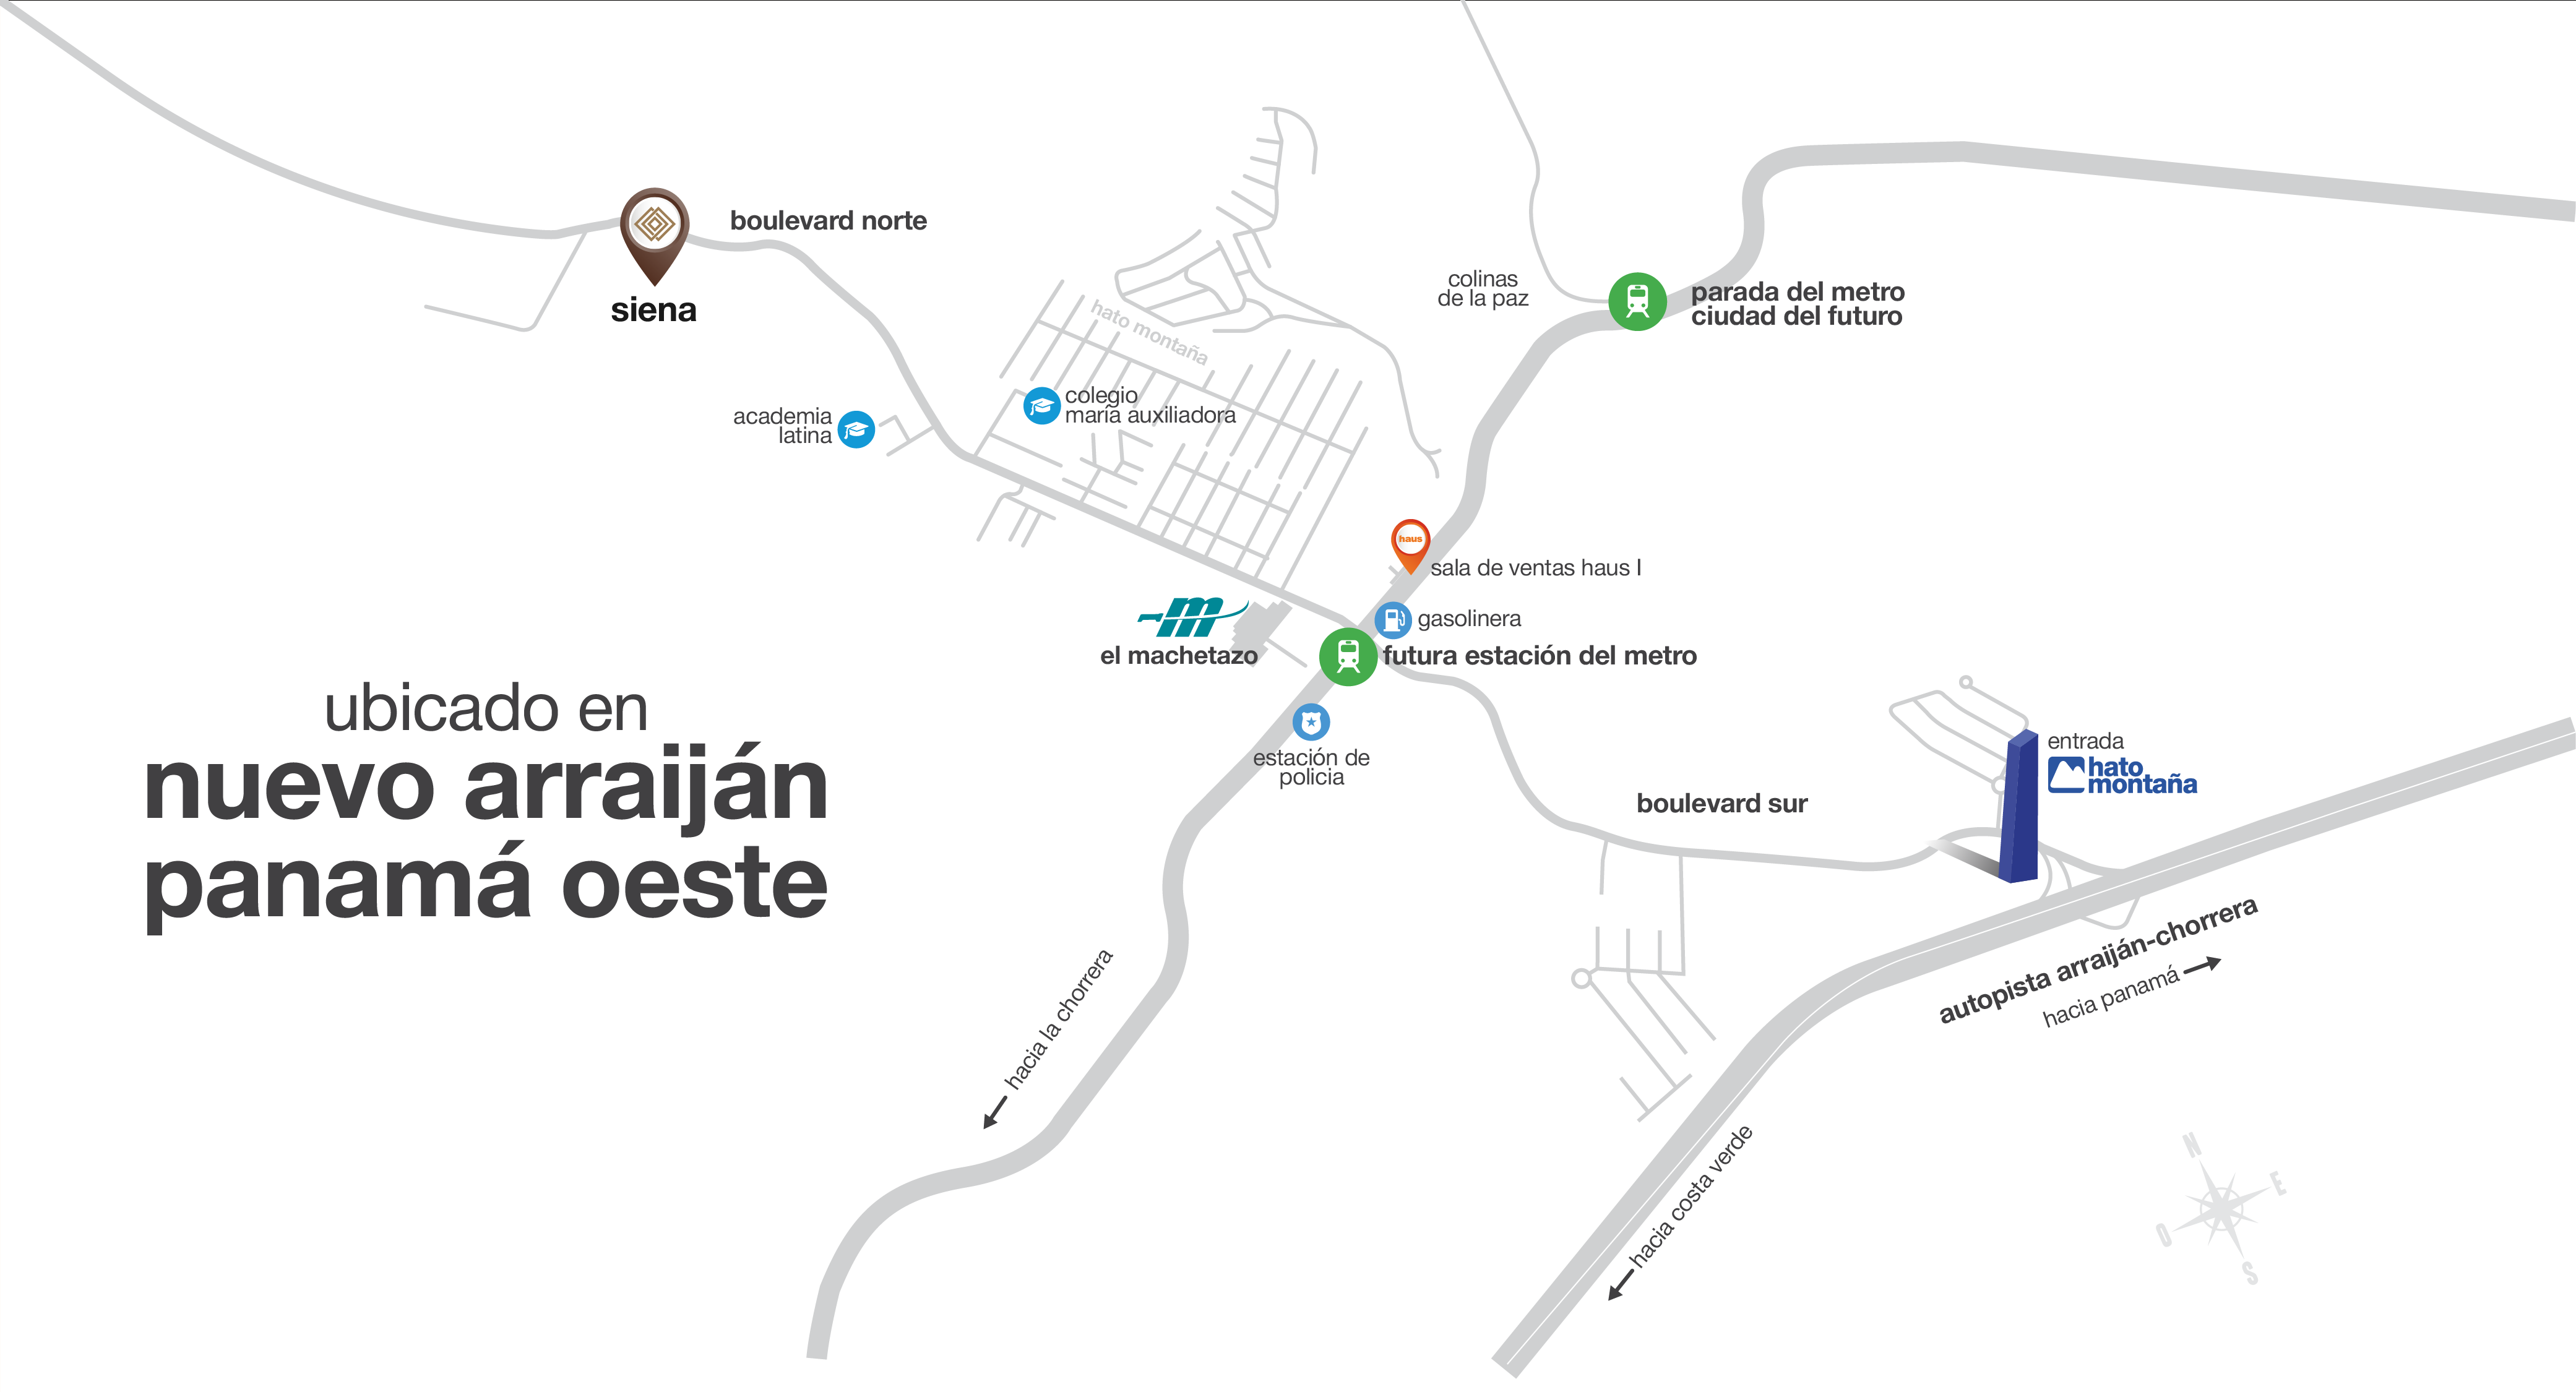 boulevard norte
siena
colinas
de la paz
parada del metro
ciudad del futuro
hato montaña
academia
latina
colegio
maría auxiliadora
haus
sala de ventas haus I
gasolinera
m
el machetazo
futura estación del metro
estación de
policia
ubicado en
nuevo arraiján
panamá oeste
entrada
hato
montaña
boulevard sur
autopista arraiján-chorrera
hacia panamá
hacia la chorrera
hacia costa verde
N
E
O
S